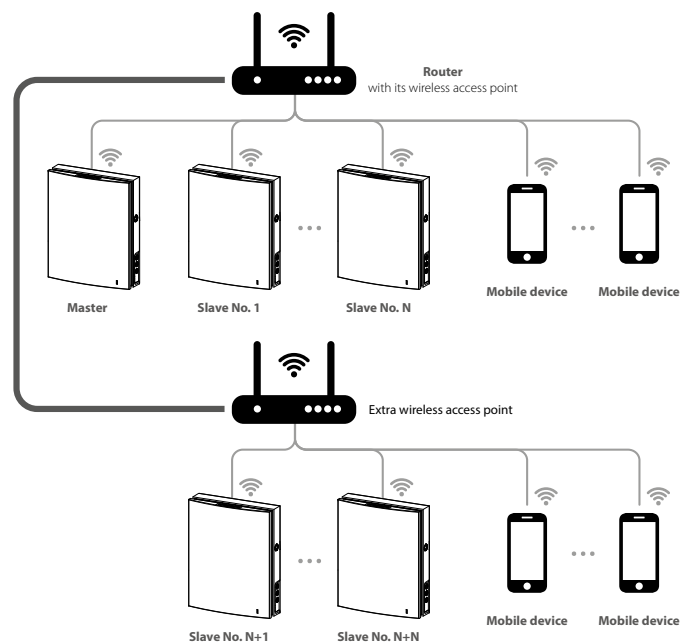 Router
with its wireless access point
Master
Slave No. 1
Slave No. N
Mobile device
Mobile device
Extra wireless access point
Slave No. N+1
Slave No. N+N
Mobile device
Mobile device